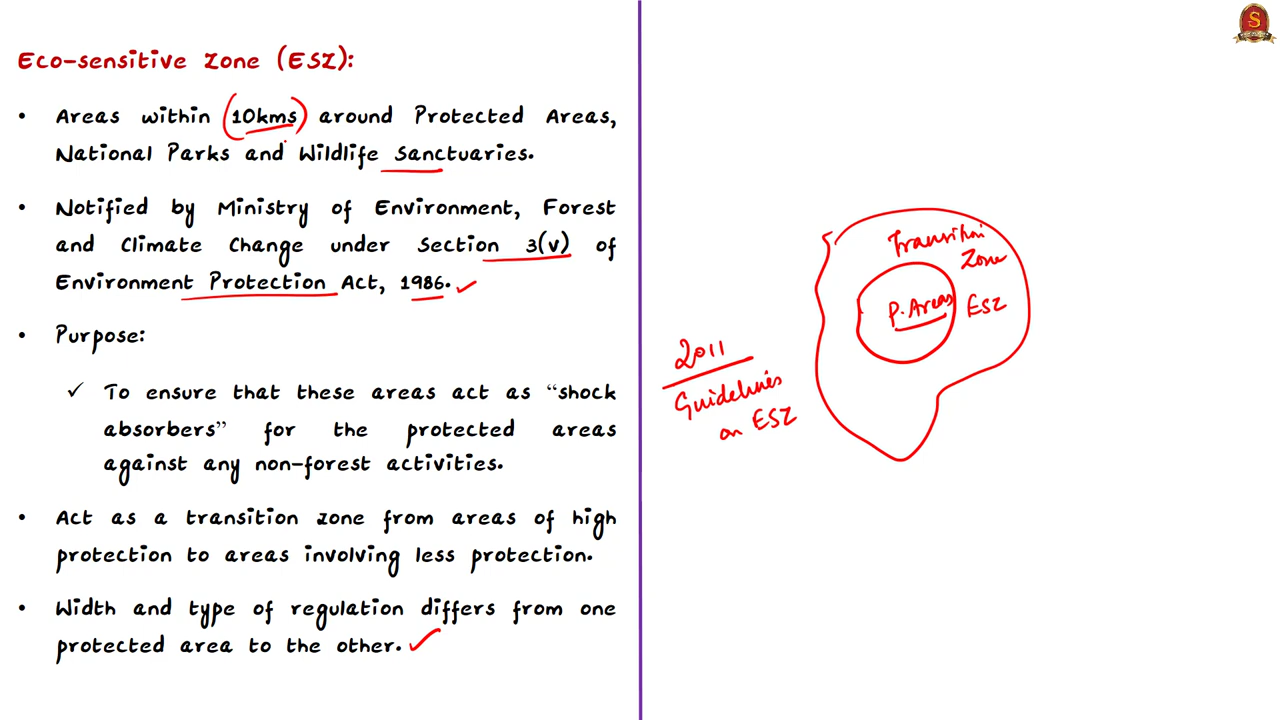 Eco-sensitive Zone (ESZ):
• Areas within (10kms) around Protected Areas,
National Parks and Wildlife Sanctuaries.
• Notified by Ministry of Environment, Forest
and Climate Change under Section 3(v) of
Environment Protection Act, 1986.
• Purpose:
✓ To ensure that these areas act as “shock
absorbers” for the protected areas
against any non-forest activities.
• Act as a transition zone from areas of high
protection to areas involving less protection.
• Width and type of regulation differs from one
protected area to the other.
Transition
Zone
P. Areas
ESZ
2011
Guidelines
on ESZ
S